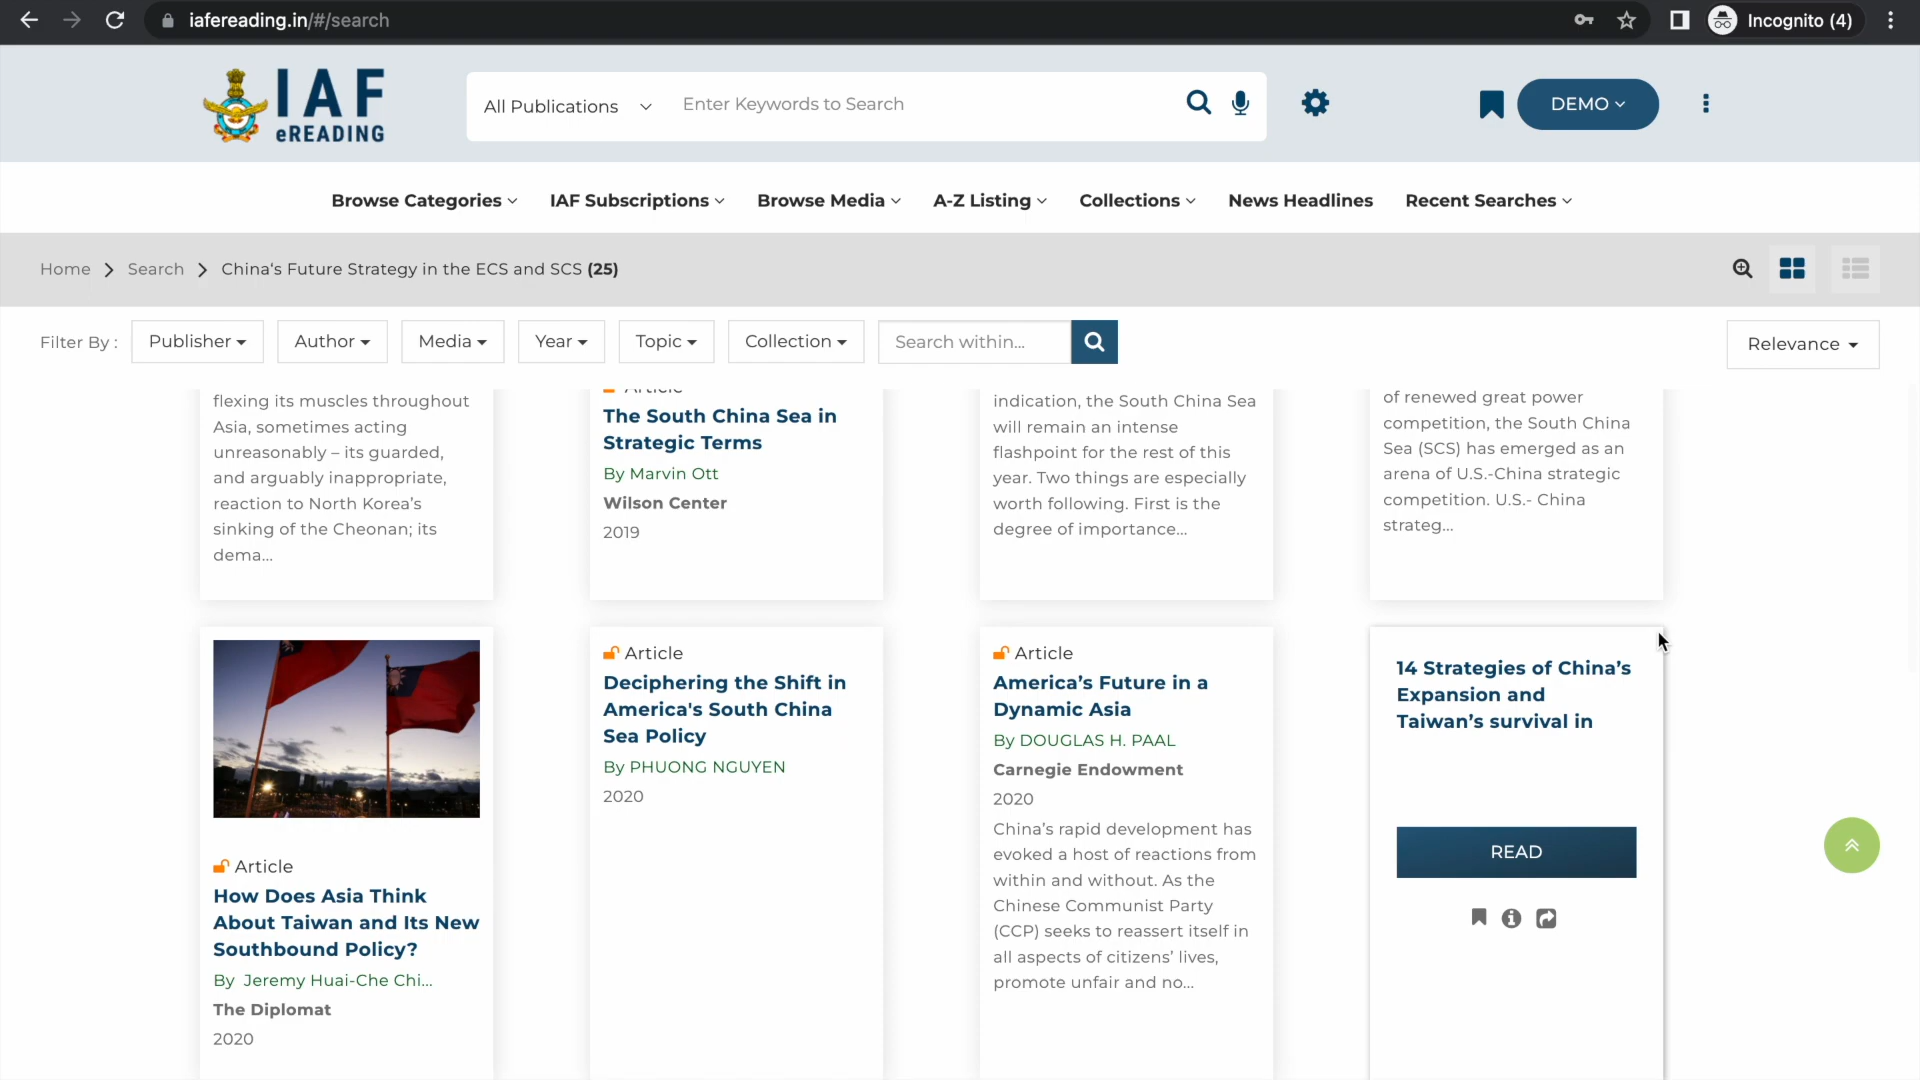 iafereading.in/#/search
Incognito (4)
IAF
eREADING
All Publications
Enter Keywords to Search
DEMO
Browse Categories
IAF Subscriptions
Browse Media
A-Z Listing
Collections
News Headlines
Recent Searches
Home
Search
China's Future Strategy in the ECS and SCS (25)
Filter By :
Publisher
Author
Media
Year
Topic
Collection
Search within...
Relevance
flexing its muscles throughout
Asia, sometimes acting
unreasonably – its guarded,
and arguably inappropriate,
reaction to North Korea's
sinking of the Cheonan; its
dema...
Article
The South China Sea in
Strategic Terms
By Marvin Ott
Wilson Center
2019
indication, the South China Sea
will remain an intense
flashpoint for the rest of this
year. Two things are especially
worth following. First is the
degree of importance...
of renewed great power
competition, the South China
Sea (SCS) has emerged as an
arena of U.S.-China strategic
competition. U.S.- China
strateg...
Article
How Does Asia Think
About Taiwan and Its New
Southbound Policy?
By Jeremy Huai-Che Chi...
The Diplomat
2020
Article
Deciphering the Shift in
America's South China
Sea Policy
By PHUONG NGUYEN
2020
Article
America's Future in a
Dynamic Asia
By DOUGLAS H. PAAL
Carnegie Endowment
2020
China's rapid development has
evoked a host of reactions from
within and without. As the
Chinese Communist Party
(CCP) seeks to reassert itself in
all aspects of citizens' lives,
promote unfair and no...
14 Strategies of China's
Expansion and
Taiwan's survival in
READ